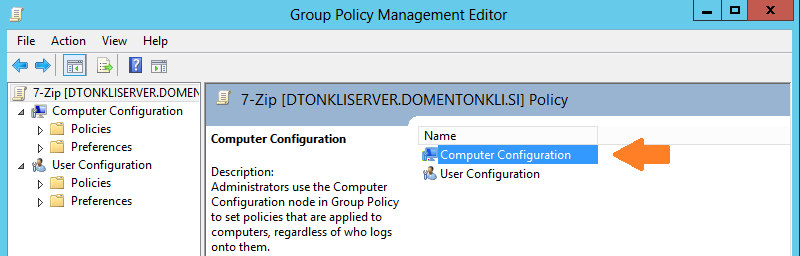 Group Policy Management Editor
File Action View Help
7-Zip [DTONKLISERVER.DOMEN
Computer Configuration
Policies
Preferences
User Configuration
Policies
Preferences
7-Zip [DTONKLISERVER.DOMENTONKLI.SI] Policy
Computer Configuration
Description:
Administrators use the Computer
Configuration node in Group Policy
to set policies that are applied to
computers, regardless of who logs
onto them.
Name
Computer Configuration
User Configuration